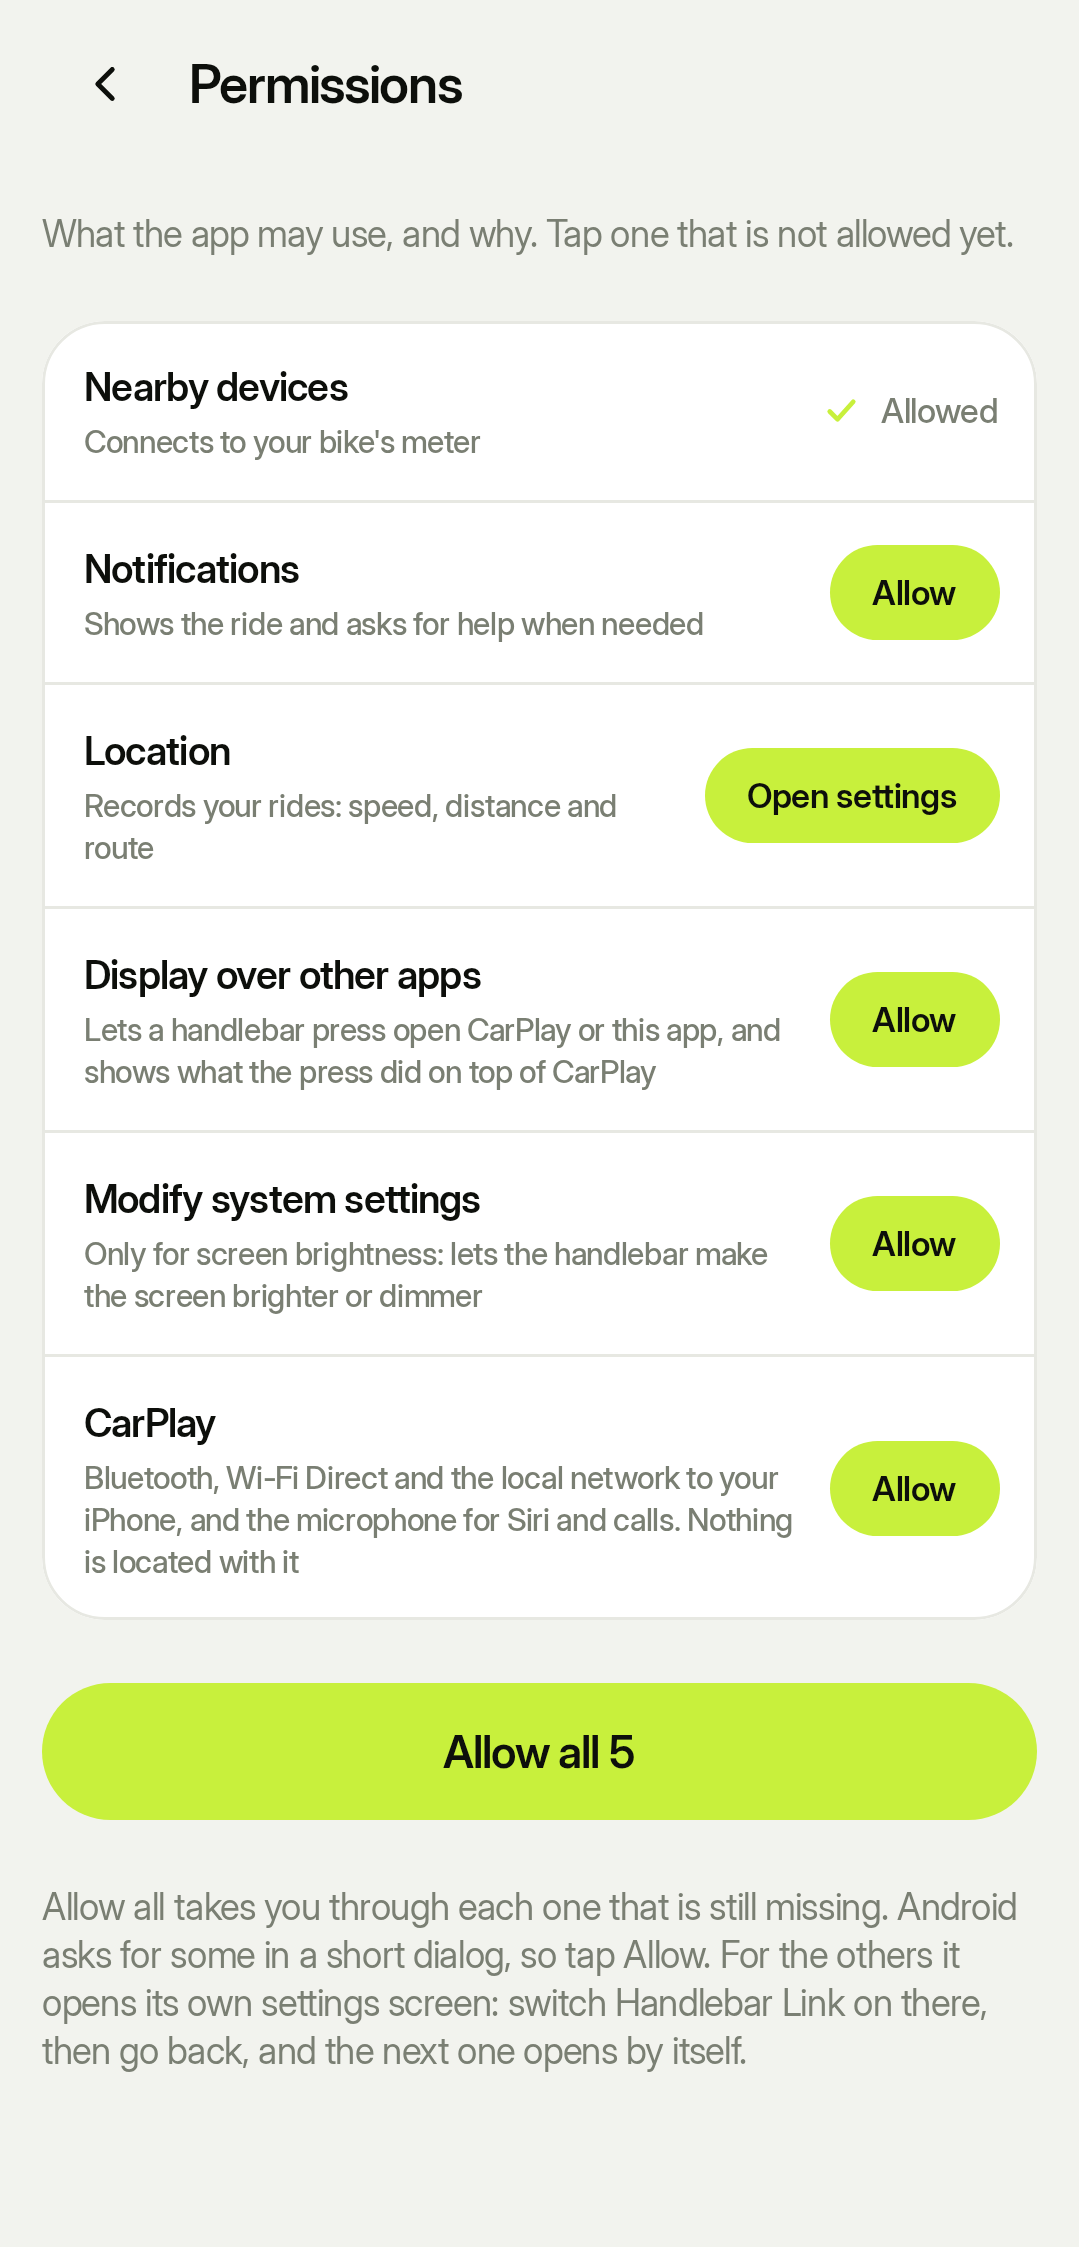 Permissions
What the app may use, and why. Tap one that is not allowed yet.
Nearby devices
Connects to your bike's meter
Allowed
Notifications
Shows the ride and asks for help when needed
Allow
Location
Records your rides: speed, distance and
route
Open settings
Display over other apps
Lets a handlebar press open CarPlay or this app, and
shows what the press did on top of CarPlay
Allow
Modify system settings
Only for screen brightness: lets the handlebar make
the screen brighter or dimmer
Allow
CarPlay
Bluetooth, Wi-Fi Direct and the local network to your
iPhone, and the microphone for Siri and calls. Nothing
is located with it
Allow
Allow all 5
Allow all takes you through each one that is still missing. Android
asks for some in a short dialog, so tap Allow. For the others it
opens its own settings screen: switch Handlebar Link on there,
then go back, and the next one opens by itself.